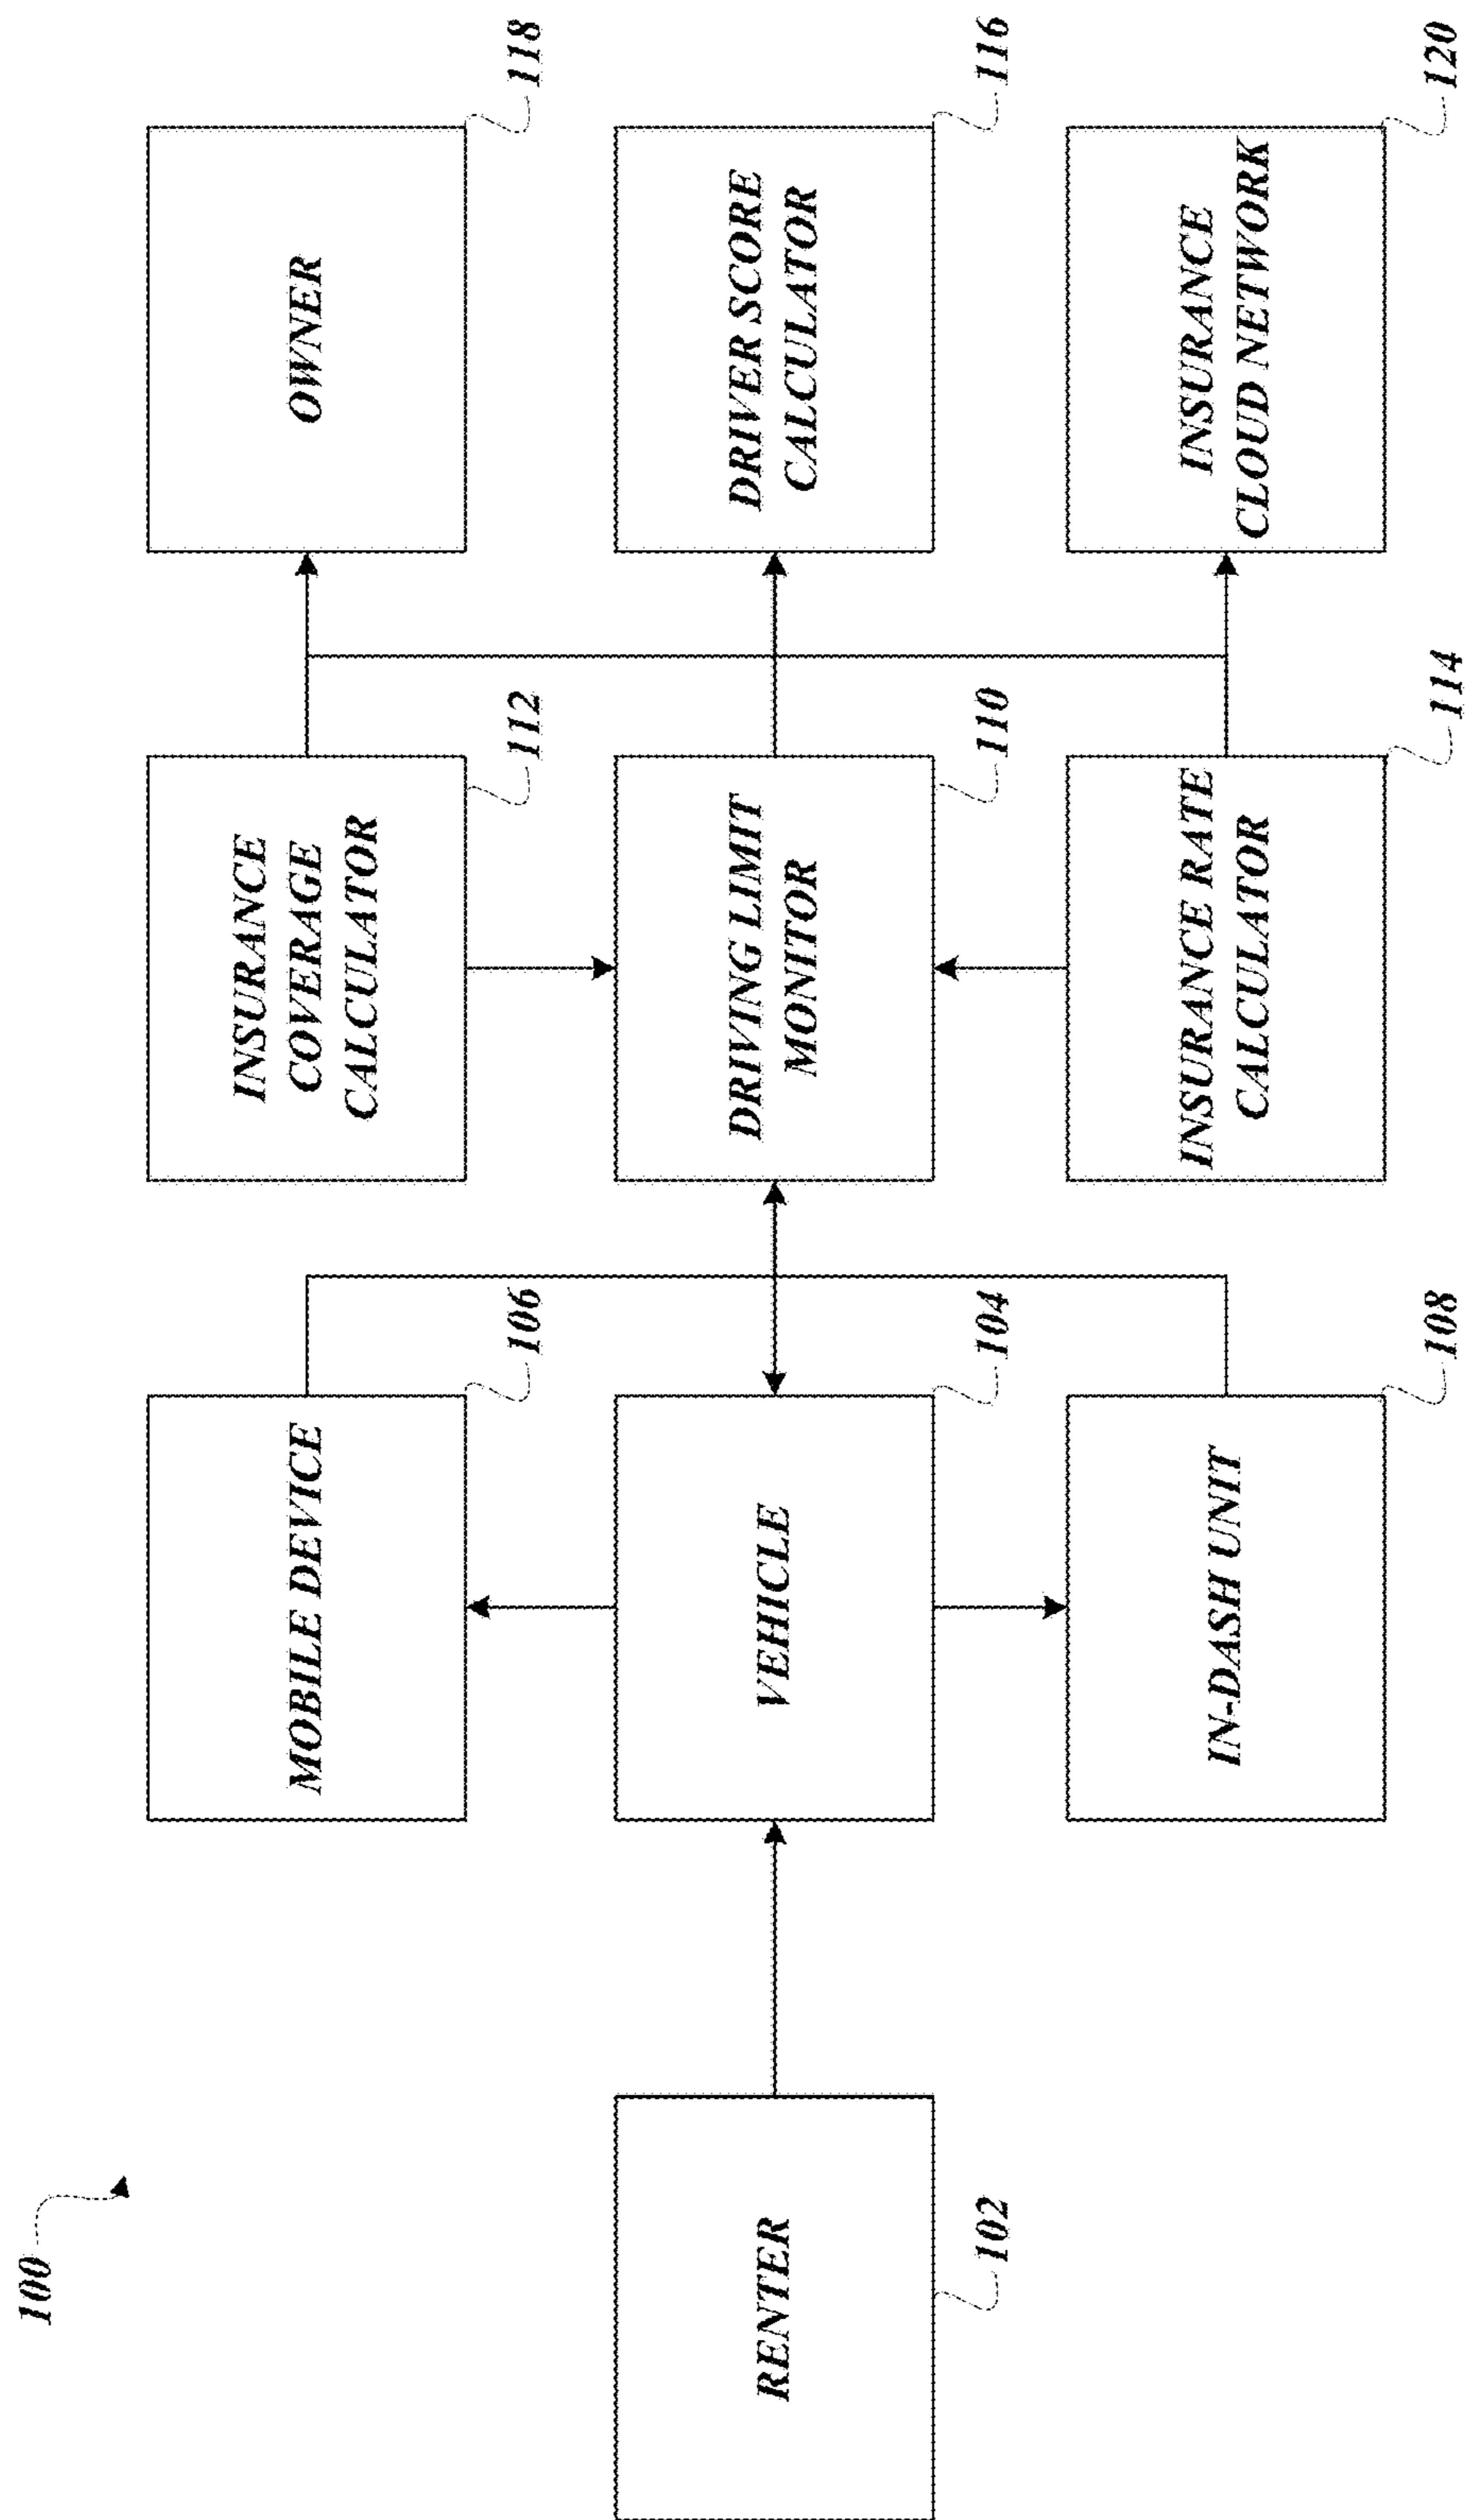 100
RENTER
102
MOBILE DEVICE
106
VEHICLE
104
IN-DASH UNIT
108
INSURANCE
COVERAGE
CALCULATOR
112
DRIVING LIMIT
MONITOR
110
INSURANCE RATE
CALCULATOR
114
OWNER
118
DRIVER SCORE
CALCULATOR
116
INSURANCE
CLOUD NETWORK
120